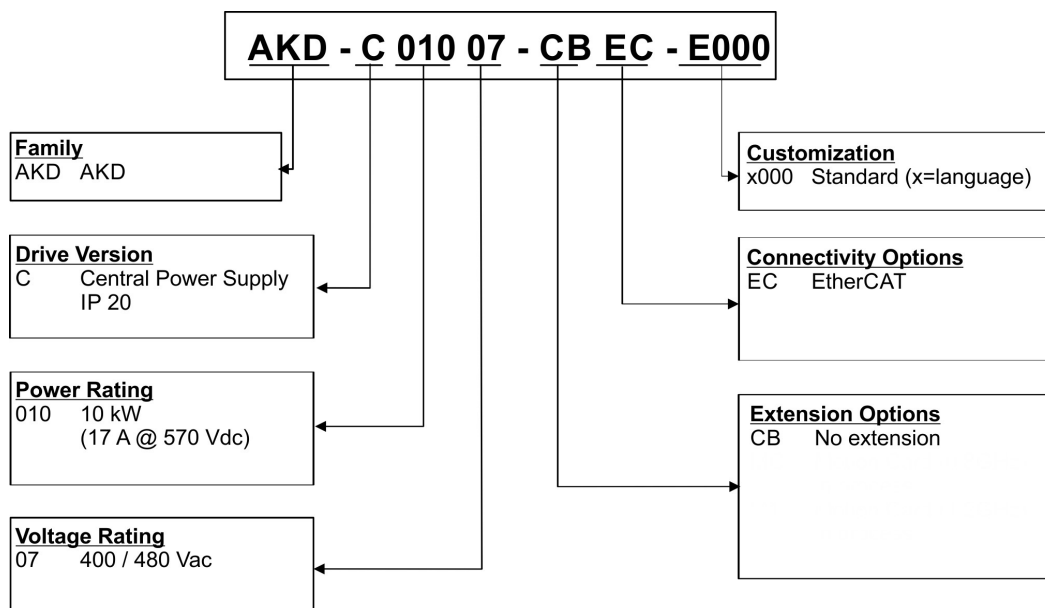 AKD - C 010 07 - CB EC - E000
Family
AKD AKD
Drive Version
C Central Power Supply
IP 20
Power Rating
010 10 kW
(17 A @ 570 Vdc)
Voltage Rating
07 400 / 480 Vac
Customization
x000 Standard (x=language)
Connectivity Options
EC EtherCAT
Extension Options
CB No extension